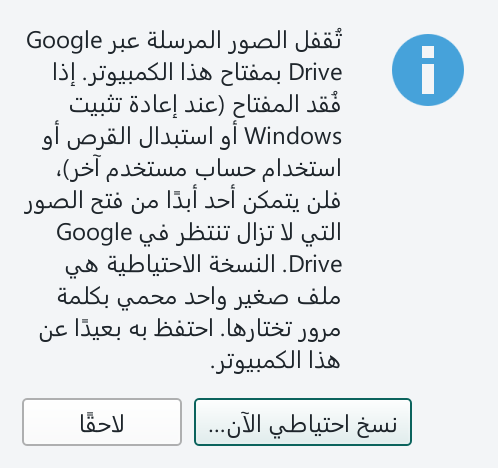 تُقفل الصور المرسلة عبر Google
Drive بمفتاح هذا الكمبيوتر. إذا
فُقد المفتاح (عند إعادة تثبيت
Windows أو استبدال القرص أو
استخدام حساب مستخدم آخر)،
فلن يتمكن أحد أبدًا من فتح الصور
التي لا تزال تنتظر في Google
Drive. النسخة الاحتياطية هي
ملف صغير واحد محمي بكلمة
مرور تختارها. احتفظ به بعيدًا عن
هذا الكمبيوتر.
نسخ احتياطي الآن...
لاحقًا